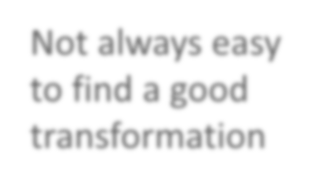 Not always easy
to find a good
transformation